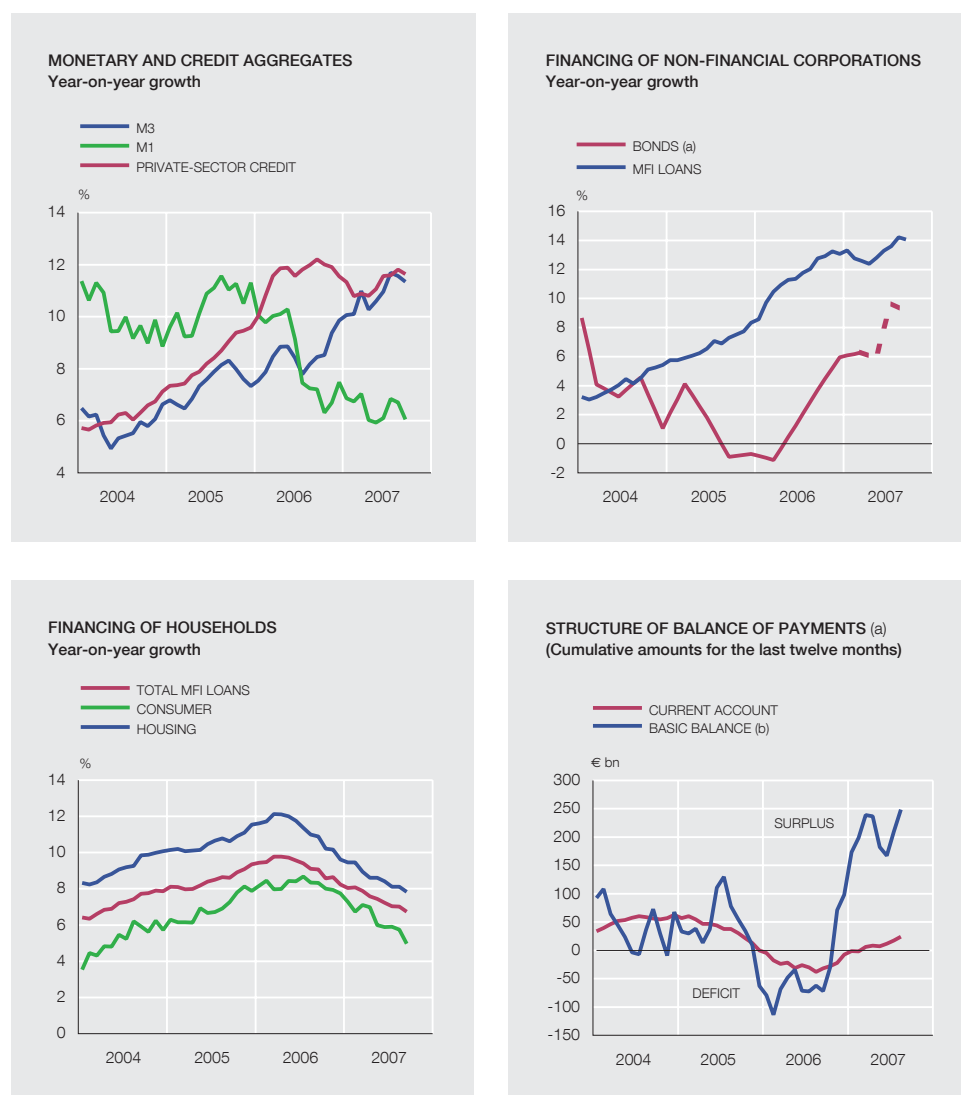 MONETARY AND CREDIT AGGREGATES
Year-on-year growth
M3
M1
PRIVATE-SECTOR CREDIT
%
14
12
10
8
6
4
2004 2005 2006 2007
FINANCING OF NON-FINANCIAL CORPORATIONS
Year-on-year growth
BONDS (a)
MFI LOANS
%
16
14
12
10
8
6
4
2
0
-2
2004 2005 2006 2007
FINANCING OF HOUSEHOLDS
Year-on-year growth
TOTAL MFI LOANS
CONSUMER
HOUSING
%
14
12
10
8
6
4
2
0
2004 2005 2006 2007
STRUCTURE OF BALANCE OF PAYMENTS (a)
(Cumulative amounts for the last twelve months)
CURRENT ACCOUNT
BASIC BALANCE (b)
€ bn
300
250
200
150
100
50
0
-50
-100
-150
SURPLUS
DEFICIT
2004 2005 2006 2007